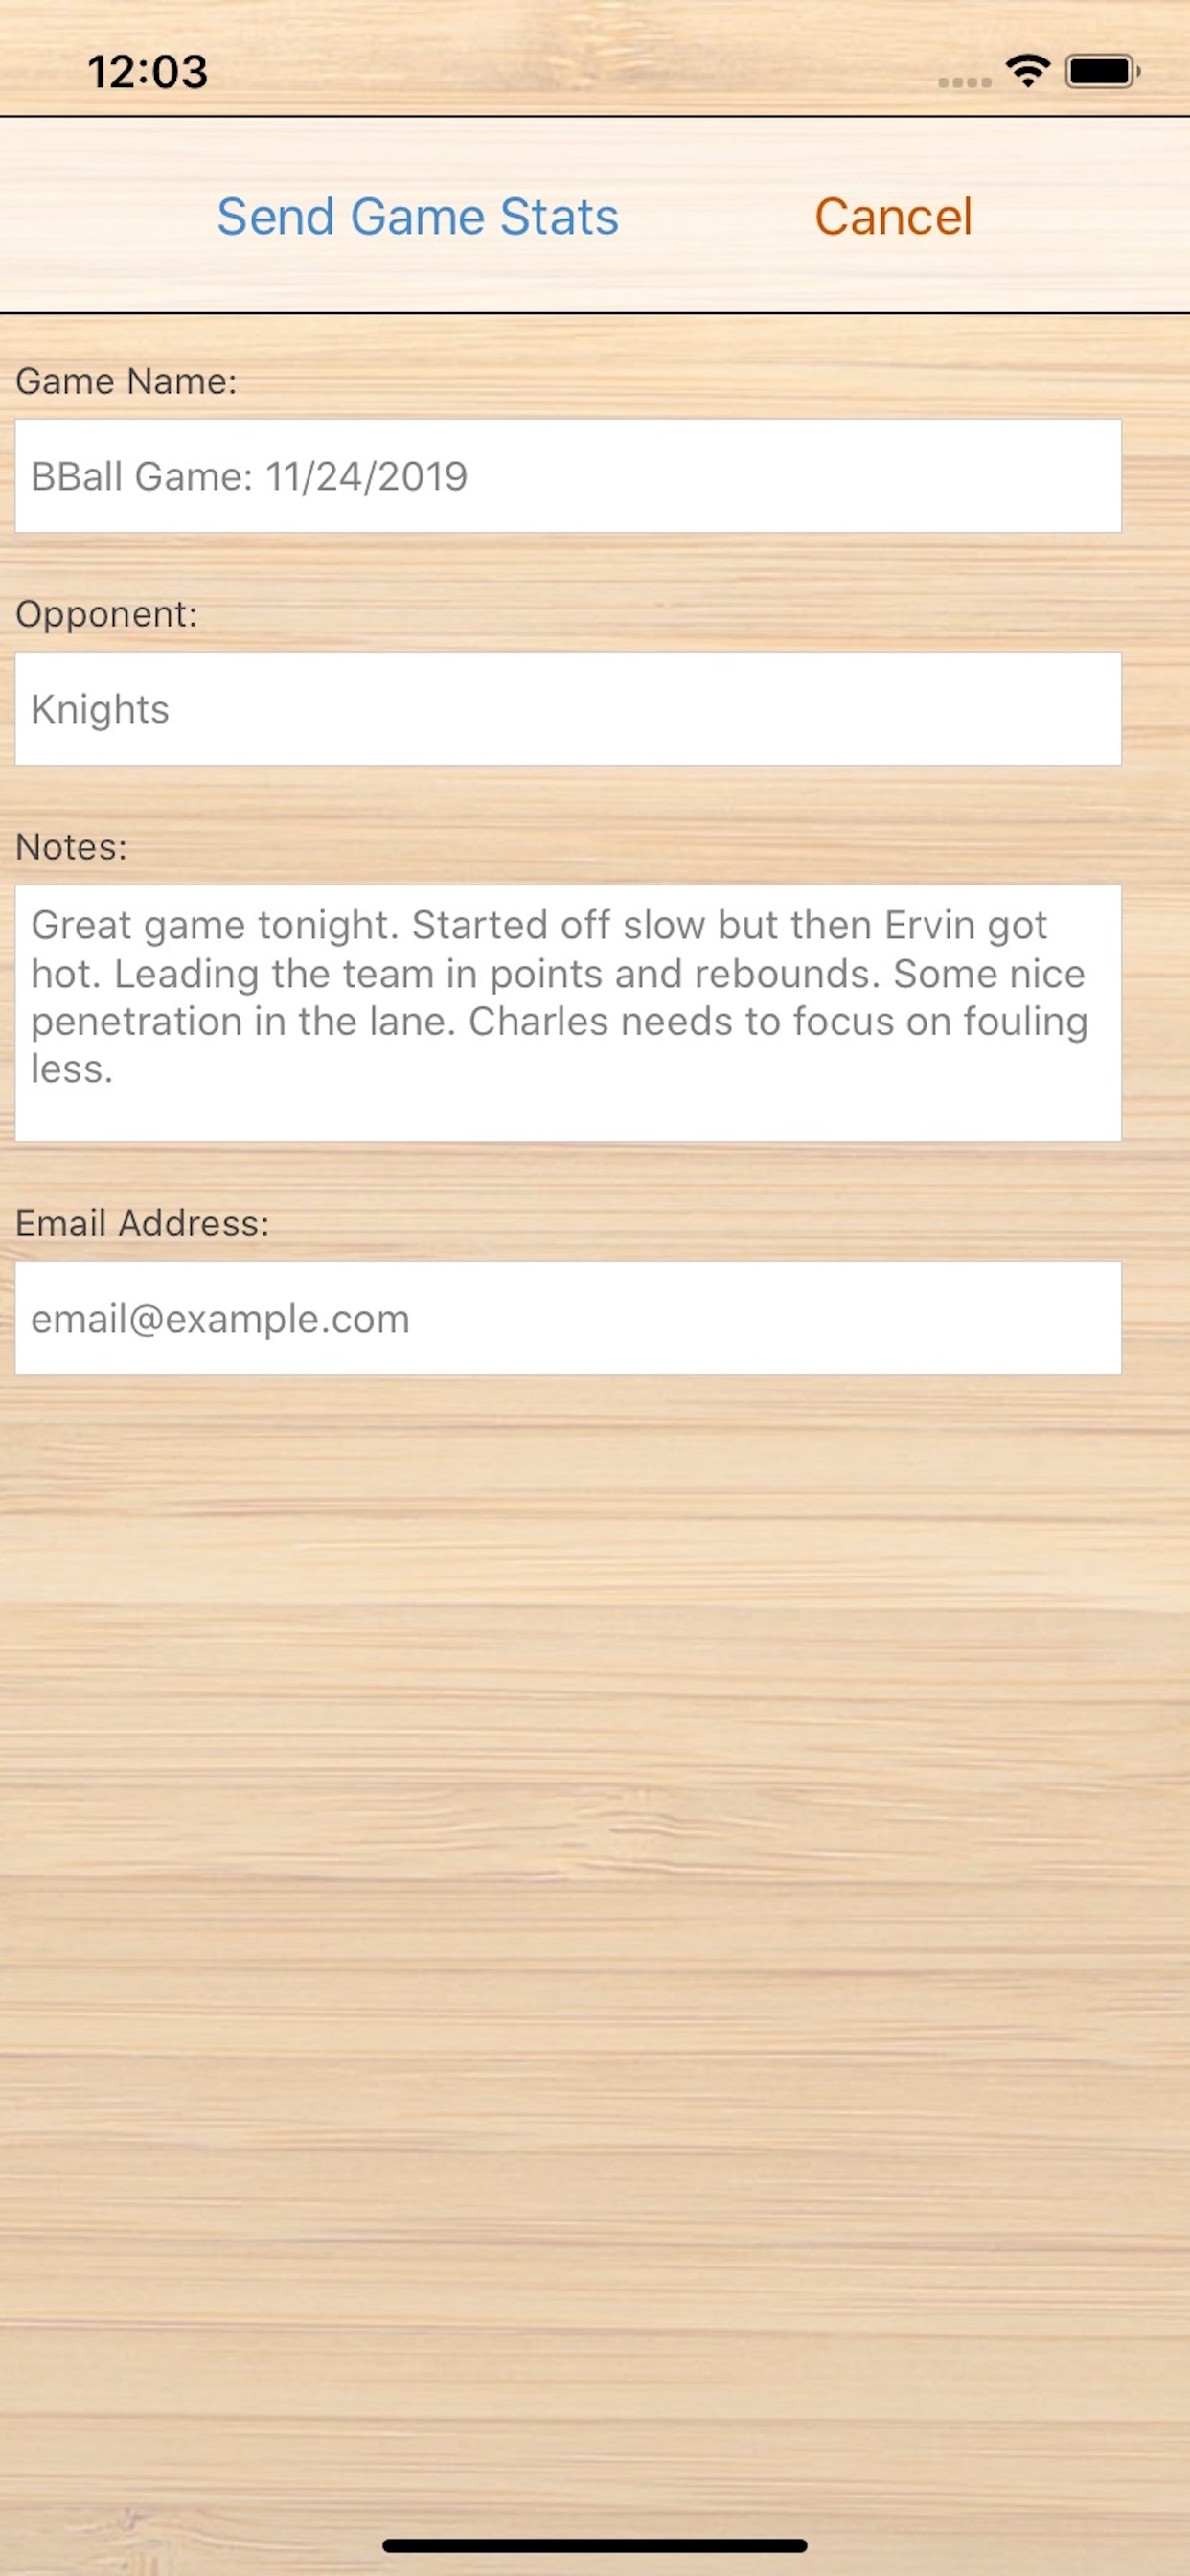 12:03
Send Game Stats Cancel
Game Name:
BBall Game: 11/24/2019
Opponent:
Knights
Notes:
Great game tonight. Started off slow but then Ervin got
hot. Leading the team in points and rebounds. Some nice
penetration in the lane. Charles needs to focus on fouling
less.
Email Address:
email@example.com